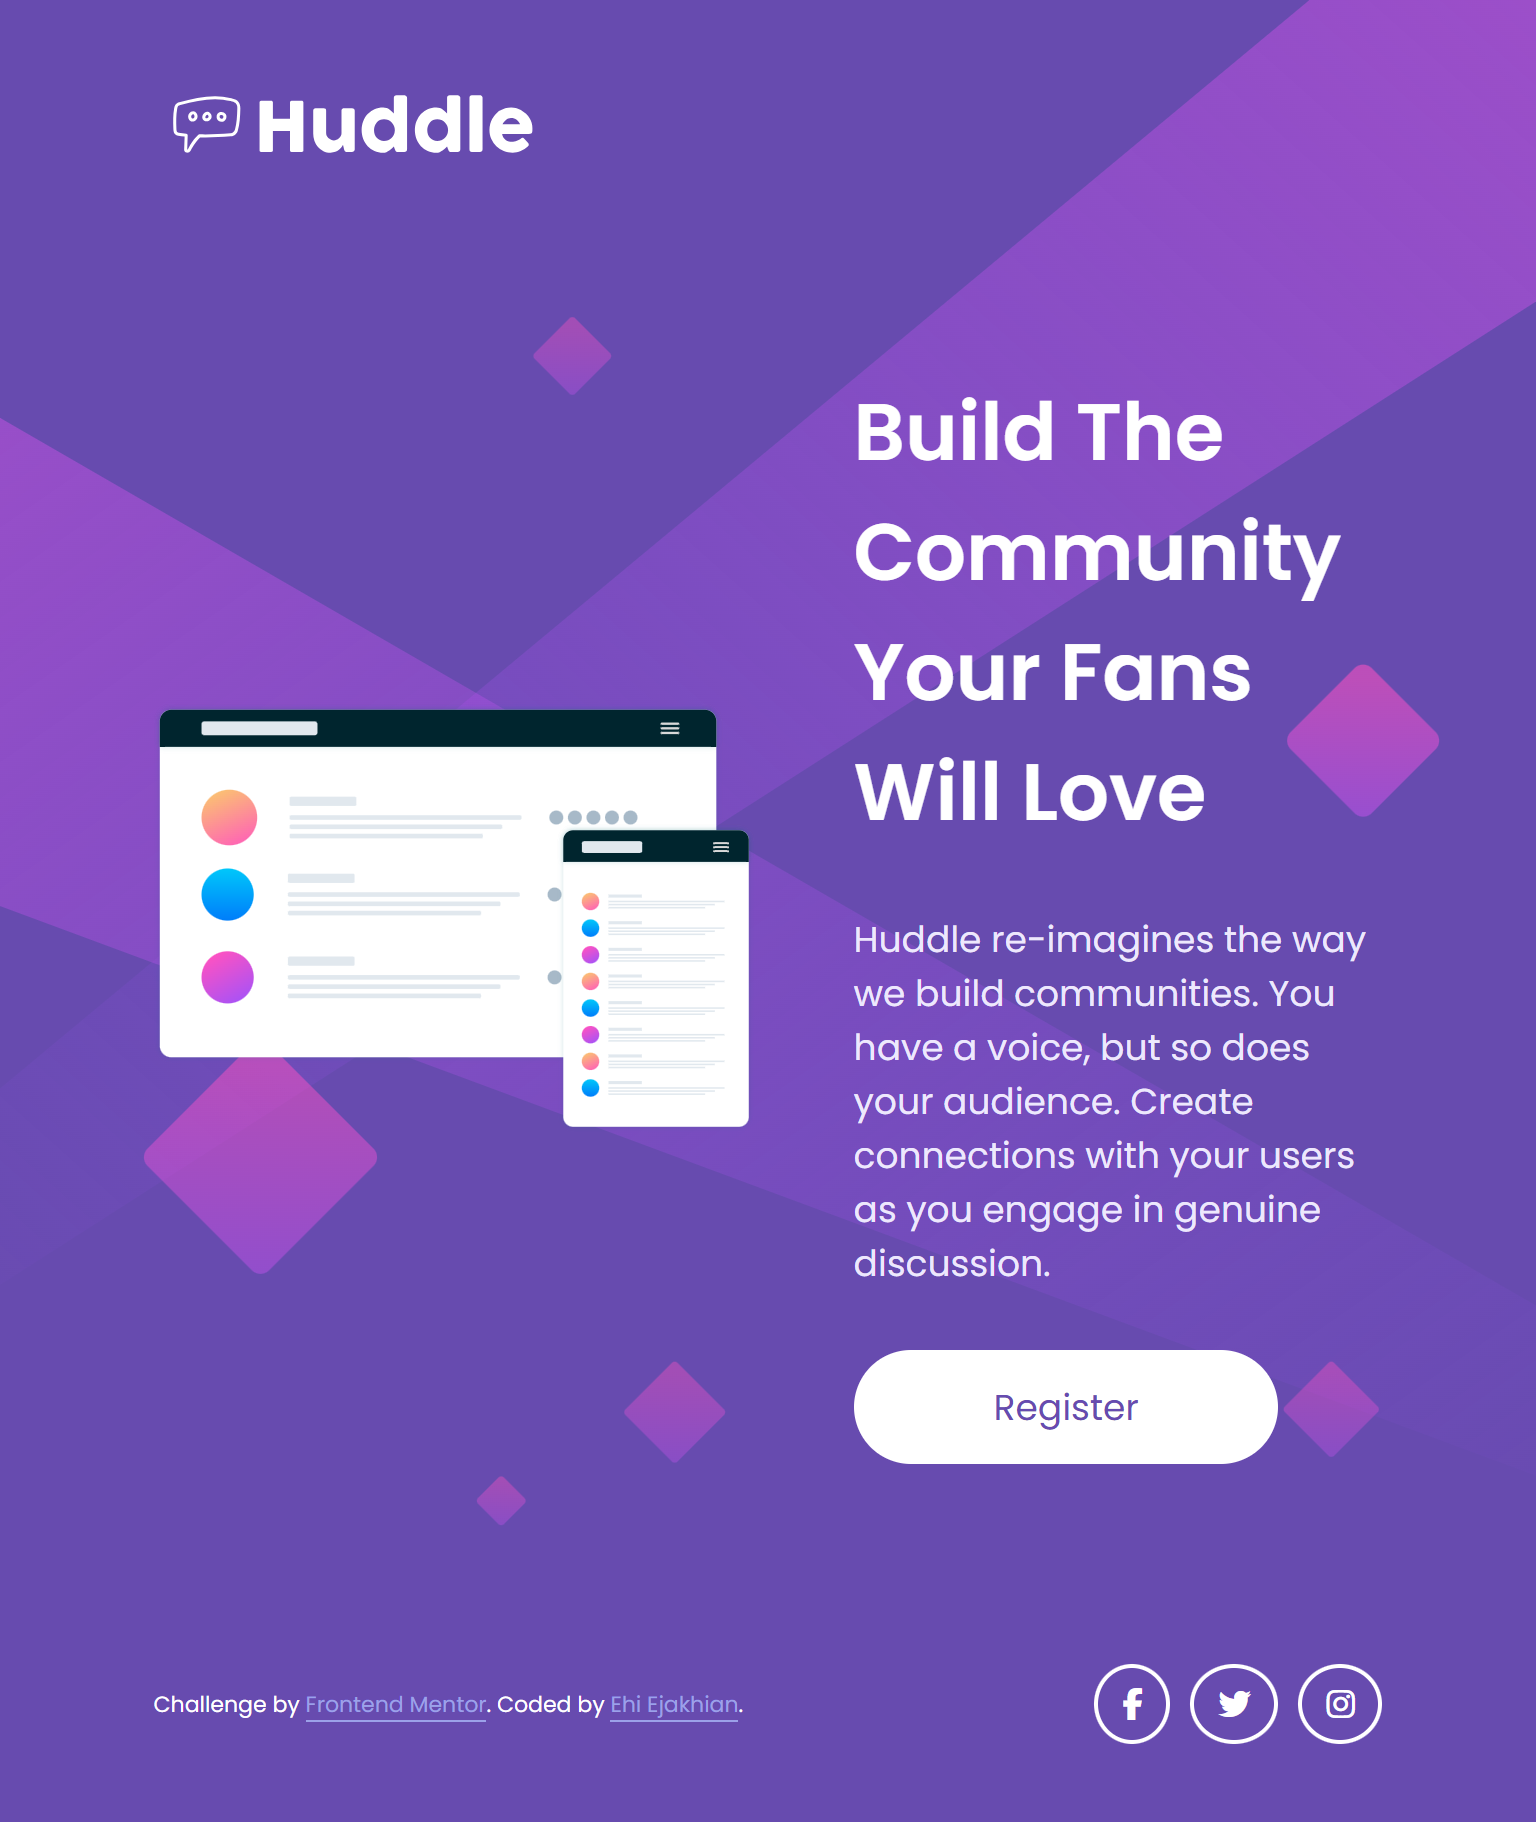 Huddle
Build The
Community
Your Fans
Will Love
Huddle re-imagines the way
we build communities. You
have a voice, but so does
your audience. Create
connections with your users
as you engage in genuine
discussion.
Register
Challenge by Frontend Mentor. Coded by Ehi Ejakhian.